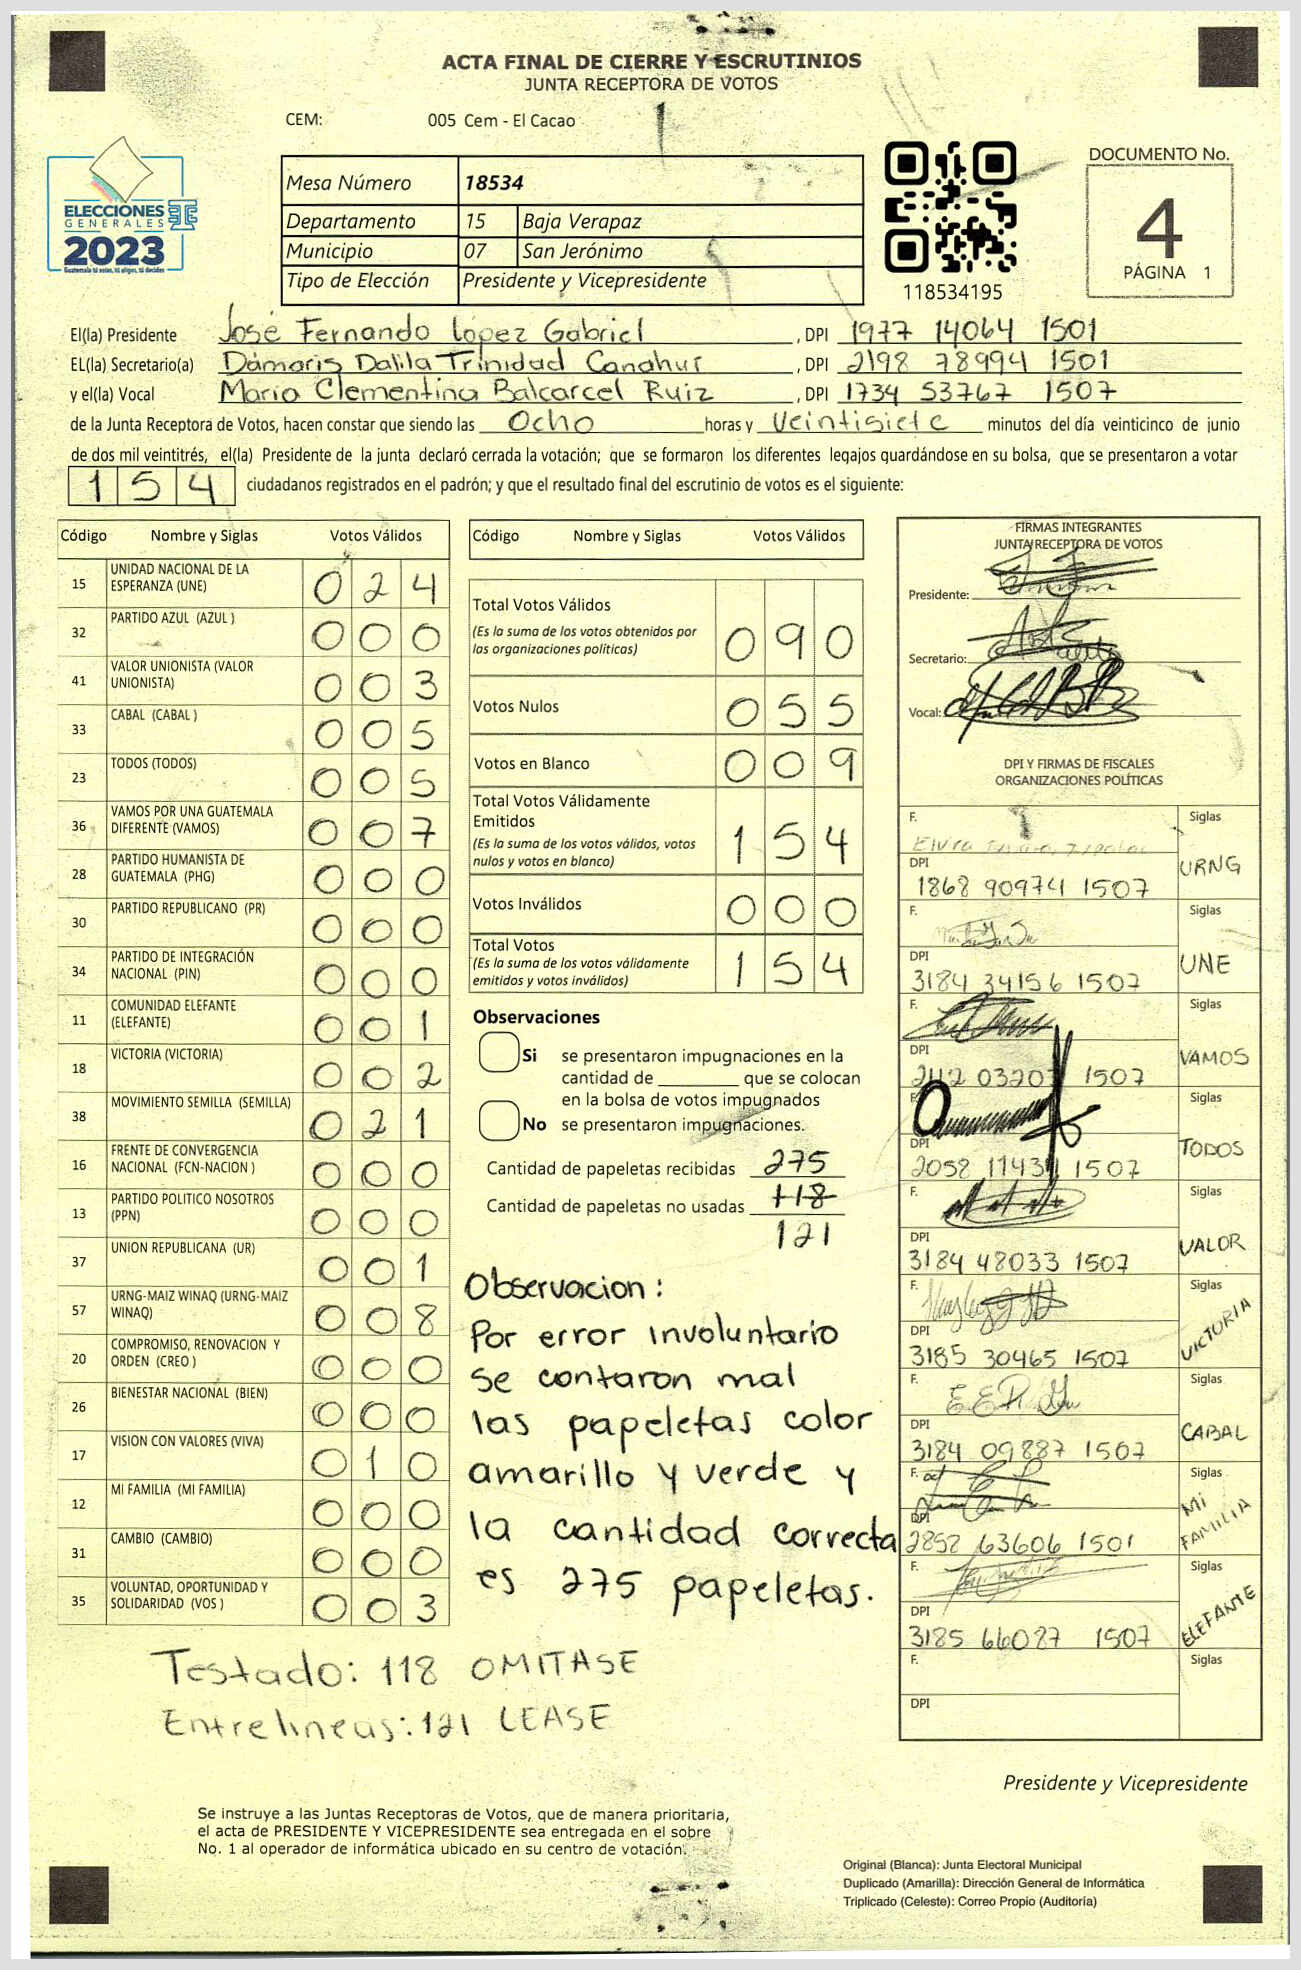 ACTA FINAL DE CIERRE Y ESCRUTINIOS
JUNTA RECEPTORA DE VOTOS
CEM: 005 Cem - El Cacao
ELECCIONES
GENERALES
2023
Guatemala tú votas, tú eliges, tú decides
Mesa Número 18534
Departamento 15 Baja Verapaz
Municipio 07 San Jerónimo
Tipo de Elección Presidente y Vicepresidente
118534195
DOCUMENTO No.
4
PÁGINA 1
El(la) Presidente José Fernando López Gabriel , DPI 1977 14064 1501
EL(la) Secretario(a) Dámaris Dalila Trinidad Canahuí , DPI 2198 78994 1501
y el(la) Vocal María Clementina Balcarcel Ruiz , DPI 1734 53767 1507
de la Junta Receptora de Votos, hacen constar que siendo las Ocho horas y Veintisiete minutos del día veinticinco de junio
de dos mil veintitrés, el(la) Presidente de la junta declaró cerrada la votación; que se formaron los diferentes legajos guardándose en su bolsa, que se presentaron a votar
154 ciudadanos registrados en el padrón; y que el resultado final del escrutinio de votos es el siguiente:
Código Nombre y Siglas Votos Válidos
15 UNIDAD NACIONAL DE LA ESPERANZA (UNE) 024
32 PARTIDO AZUL (AZUL ) 000
41 VALOR UNIONISTA (VALOR UNIONISTA) 003
33 CABAL (CABAL ) 005
23 TODOS (TODOS) 005
36 VAMOS POR UNA GUATEMALA DIFERENTE (VAMOS) 007
28 PARTIDO HUMANISTA DE GUATEMALA (PHG) 000
30 PARTIDO REPUBLICANO (PR) 000
34 PARTIDO DE INTEGRACIÓN NACIONAL (PIN) 000
11 COMUNIDAD ELEFANTE (ELEFANTE) 001
18 VICTORIA (VICTORIA) 002
38 MOVIMIENTO SEMILLA (SEMILLA) 021
16 FRENTE DE CONVERGENCIA NACIONAL (FCN-NACION ) 000
13 PARTIDO POLITICO NOSOTROS (PPN) 000
37 UNION REPUBLICANA (UR) 001
57 URNG-MAIZ WINAQ (URNG-MAIZ WINAQ) 008
20 COMPROMISO, RENOVACION Y ORDEN (CREO ) 000
26 BIENESTAR NACIONAL (BIEN) 000
17 VISION CON VALORES (VIVA) 010
12 MI FAMILIA (MI FAMILIA) 000
31 CAMBIO (CAMBIO) 000
35 VOLUNTAD, OPORTUNIDAD Y SOLIDARIDAD (VOS ) 003
Testado: 118 OMITASE
Entrelineas: 121 LEASE
Código Nombre y Siglas Votos Válidos
Total Votos Válidos
(Es la suma de los votos obtenidos por
las organizaciones políticas) 090
Votos Nulos 055
Votos en Blanco 009
Total Votos Válidamente
Emitidos
(Es la suma de los votos válidos, votos
nulos y votos en blanco) 154
Votos Inválidos 000
Total Votos
(Es la suma de los votos válidamente
emitidos y votos inválidos) 154
Observaciones
Si se presentaron impugnaciones en la
cantidad de ________ que se colocan
en la bolsa de votos impugnados
No se presentaron impugnaciones.
Cantidad de papeletas recibidas 275
Cantidad de papeletas no usadas 118
121
Observacion:
Por error involuntario
se contaron mal
las papeletas color
amarillo y verde y
la cantidad correcta
es 275 papeletas.
FIRMAS INTEGRANTES
JUNTA RECEPTORA DE VOTOS
Presidente:
Secretario:
Vocal:
DPI Y FIRMAS DE FISCALES
ORGANIZACIONES POLÍTICAS
F. Siglas
DPI 1868 90974 1507 URNG
F. Siglas
DPI 3184 34156 1507 UNE
F. Siglas
DPI 1507 VAMOS
F. Siglas
DPI 2058 1507 TODOS
F. Siglas
DPI 3184 48033 1507 VALOR
F. Siglas
DPI 3185 30465 1507 VICTORIA
F. Siglas
DPI 3184 09887 1507 CABAL
F. Siglas
DPI 2852 63606 1501 MI FAMILIA
F. Siglas
DPI 3185 66087 1507 ELEFANTE
F. Siglas
DPI
Presidente y Vicepresidente
Se instruye a las Juntas Receptoras de Votos, que de manera prioritaria,
el acta de PRESIDENTE Y VICEPRESIDENTE sea entregada en el sobre
No. 1 al operador de informática ubicado en su centro de votación.
Original (Blanca): Junta Electoral Municipal
Duplicado (Amarilla): Dirección General de Informática
Triplicado (Celeste): Correo Propio (Auditoría)